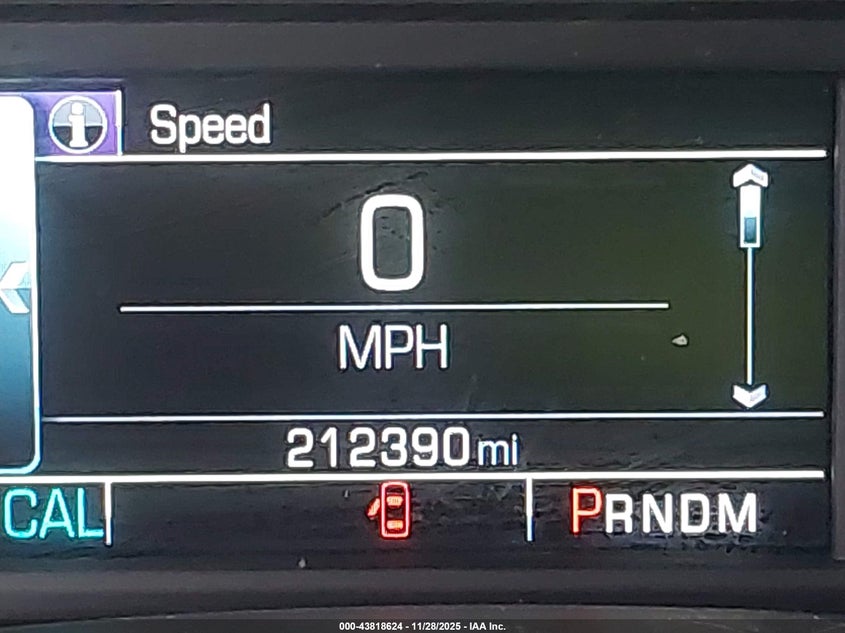 Speed
0
MPH
212390 mi
CAL
PRNDM
000-43818624 - 11/28/2025 - IAA Inc.